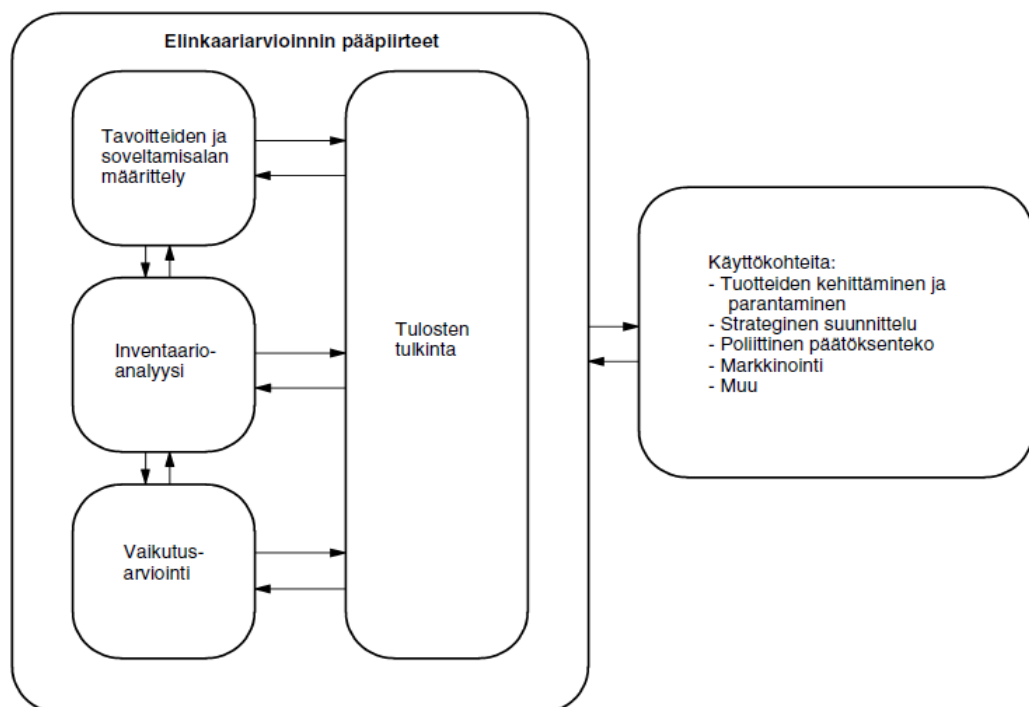 Elinkaariarvioinnin pääpiirteet
Tavoitteiden ja
soveltamisalan
määrittely
Inventaario-
analyysi
Vaikutus-
arviointi
Tulosten
tulkinta
Käyttökohteita:
- Tuotteiden kehittäminen ja
parantaminen
- Strateginen suunnittelu
- Poliittinen päätöksenteko
- Markkinointi
- Muu